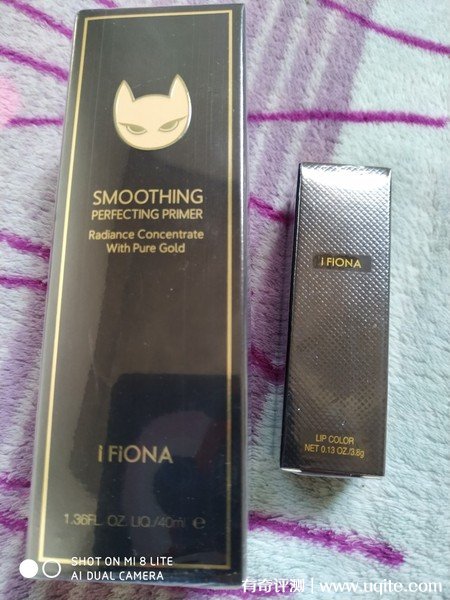 SMOOTHING
PERFECTING PRIMER
Radiance Concentrate
With Pure Gold
i FiONA
1.36FL. OZ. LIQ./40ml e
i FIONA
LIP COLOR
NET 0.13 OZ./3.8g
SHOT ON MI 8 LITE
AI DUAL CAMERA
有奇评测 | www.uqite.com